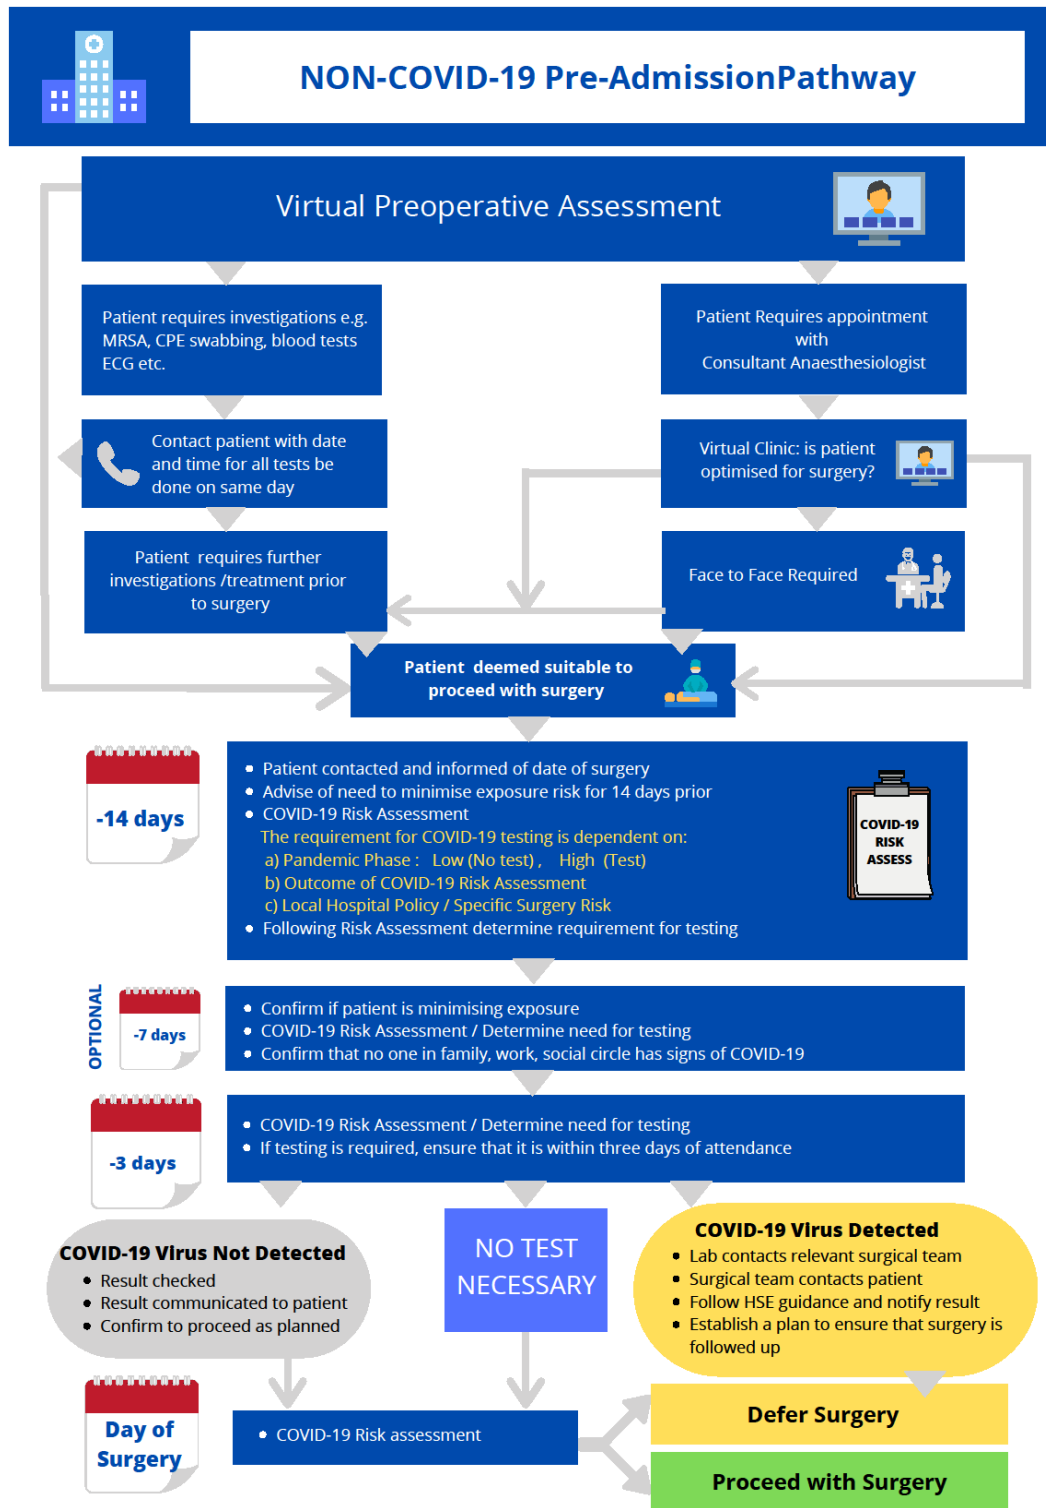 NON-COVID-19 Pre-AdmissionPathway
Virtual Preoperative Assessment
Patient requires investigations e.g.
MRSA, CPE swabbing, blood tests
ECG etc.
Patient Requires appointment
with
Consultant Anaesthesiologist
Contact patient with date
and time for all tests be
done on same day
Virtual Clinic: is patient
optimised for surgery?
Patient requires further
investigations /treatment prior
to surgery
Face to Face Required
Patient deemed suitable to
proceed with surgery
-14 days
• Patient contacted and informed of date of surgery
• Advise of need to minimise exposure risk for 14 days prior
• COVID-19 Risk Assessment
The requirement for COVID-19 testing is dependent on:
a) Pandemic Phase : Low (No test) , High (Test)
b) Outcome of COVID-19 Risk Assessment
c) Local Hospital Policy / Specific Surgery Risk
• Following Risk Assessment determine requirement for testing
COVID-19
RISK
ASSESS
OPTIONAL
-7 days
• Confirm if patient is minimising exposure
• COVID-19 Risk Assessment / Determine need for testing
• Confirm that no one in family, work, social circle has signs of COVID-19
-3 days
• COVID-19 Risk Assessment / Determine need for testing
• If testing is required, ensure that it is within three days of attendance
COVID-19 Virus Not Detected
• Result checked
• Result communicated to patient
• Confirm to proceed as planned
NO TEST
NECESSARY
COVID-19 Virus Detected
• Lab contacts relevant surgical team
• Surgical team contacts patient
• Follow HSE guidance and notify result
• Establish a plan to ensure that surgery is
followed up
Day of
Surgery
• COVID-19 Risk assessment
Defer Surgery
Proceed with Surgery